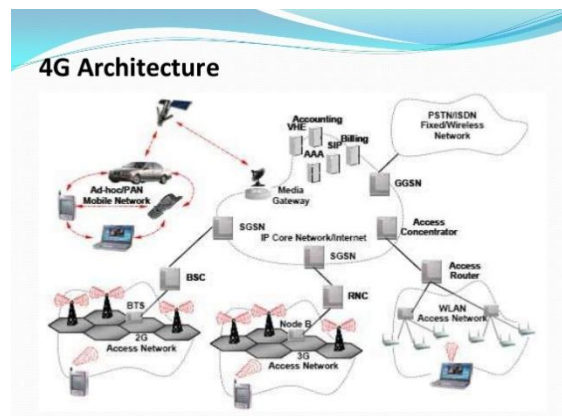 4G Architecture
Accounting
VHE
SIP
Billing
AAA
PSTN/ISDN
Fixed/Wireless
Network
Ad-hoc/PAN
Mobile Network
Media
Gateway
GGSN
SGSN
IP Core Network/Internet
Access
Concentrator
SGSN
BSC
RNC
Access
Router
BTS
2G
Access Network
Node B
3G
Access Network
WLAN
Access Network